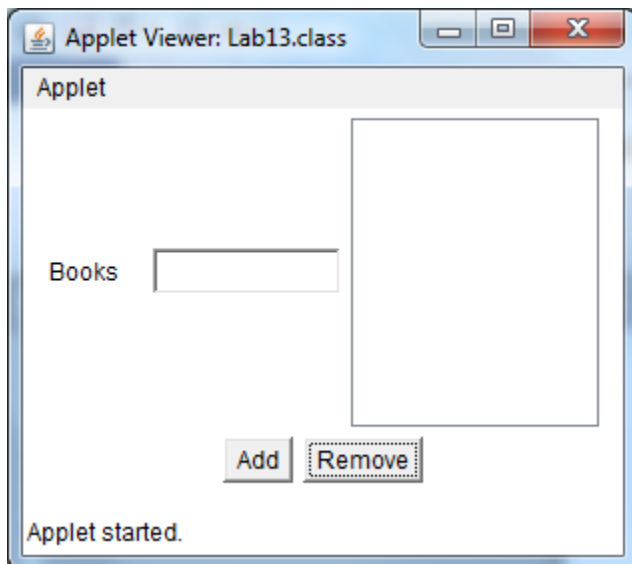 Applet Viewer: Lab13.class
Applet
Books
Add Remove
Applet started.